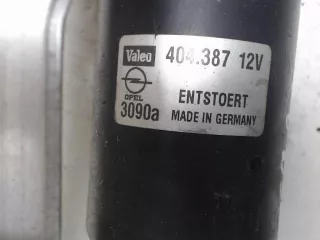 Valeo 404.387 12V
OPEL
3090a ENTSTOERT
MADE IN GERMANY